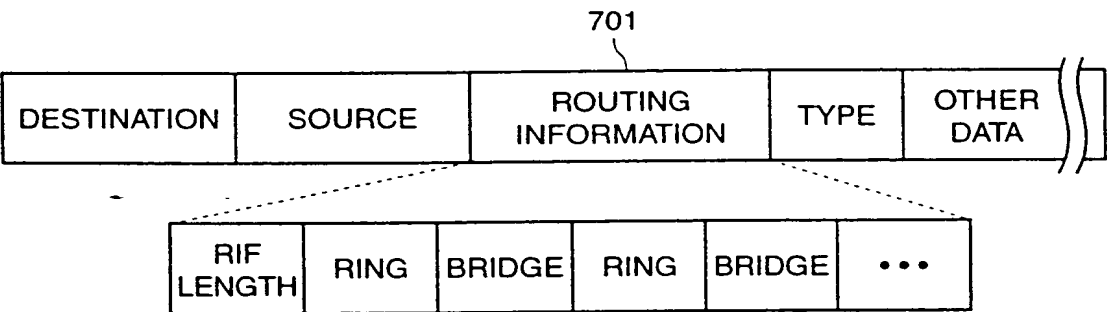 701
DESTINATION SOURCE ROUTING INFORMATION TYPE OTHER DATA
RIF LENGTH RING BRIDGE RING BRIDGE •••